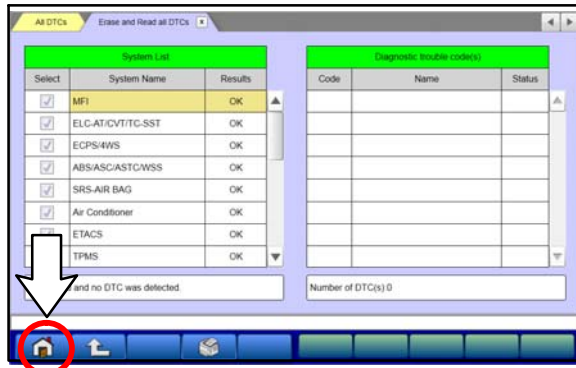 All DTCs Erase and Read all DTCs x
System List
Select System Name Results
MFI OK
ELC-AT/CVT/TC-SST OK
ECPS/4WS OK
ABS/ASC/ASTC/WSS OK
SRS-AIR BAG OK
Air Conditioner OK
ETACS OK
TPMS OK
and no DTC was detected.
Diagnostic trouble code(s)
Code Name Status
Number of DTC(s):0